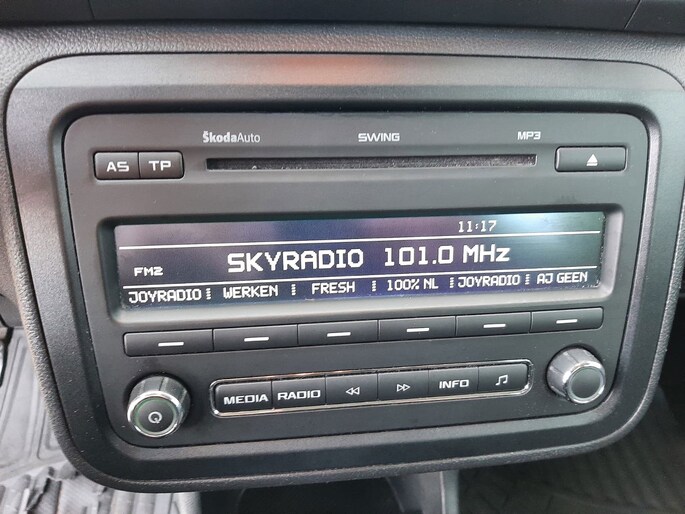 ŠkodaAuto SWING MP3
AS TP
11:17
FM2 SKYRADIO 101.0 MHz
JOYRADIO WERKEN FRESH 100% NL JOYRADIO AJ GEEN
MEDIA RADIO INFO